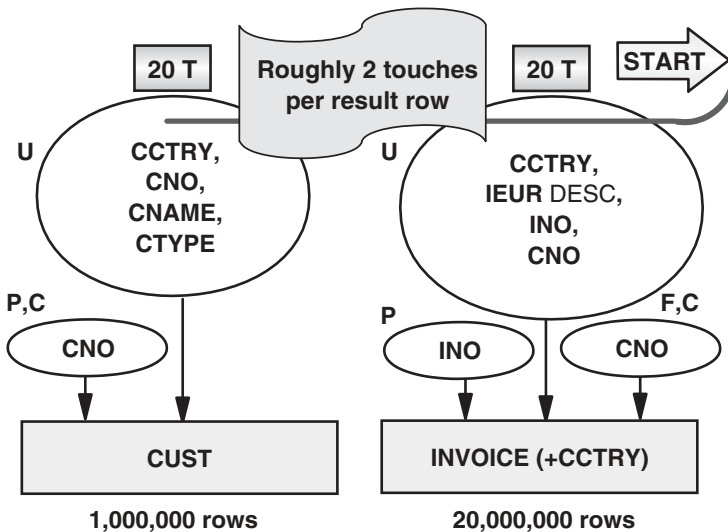 20 T
Roughly 2 touches
per result row
20 T
START
U
CCTRY,
CNO,
CNAME,
CTYPE
U
CCTRY,
IEUR DESC,
INO,
CNO
P,C
CNO
P
INO
F,C
CNO
CUST
INVOICE (+CCTRY)
1,000,000 rows
20,000,000 rows